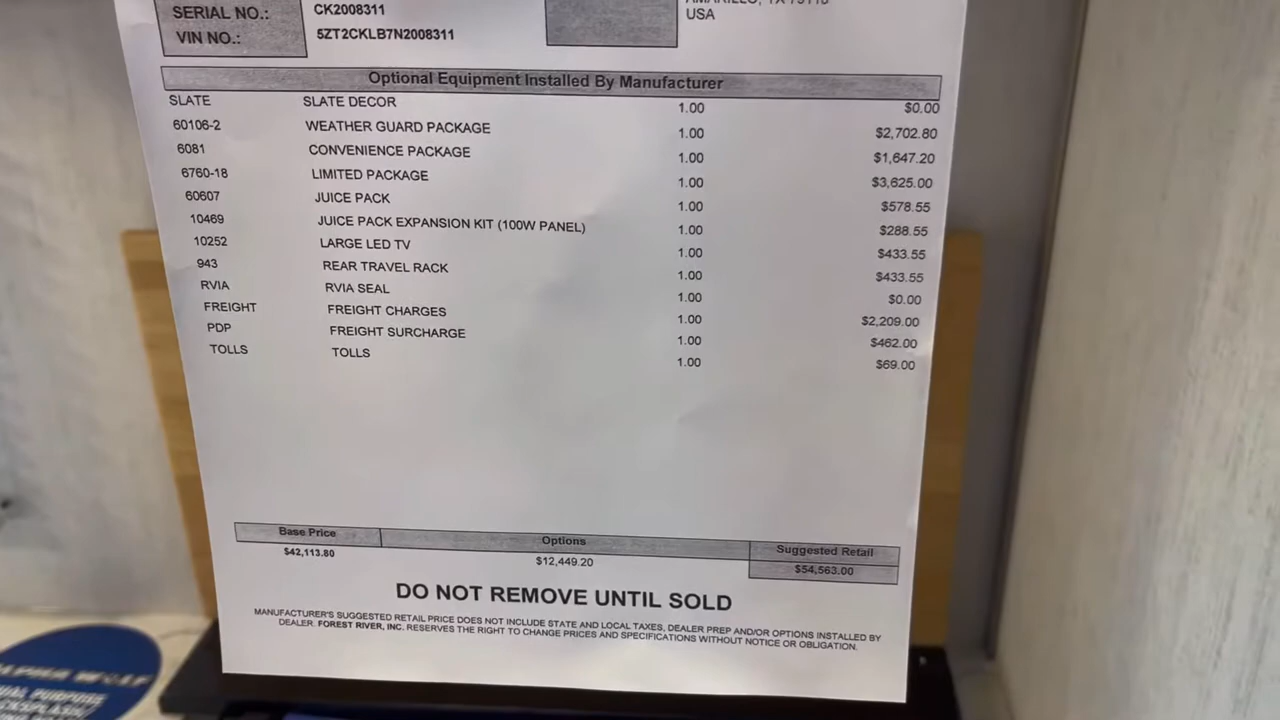 SERIAL NO.: CK2008311
USA
VIN NO.: 5ZT2CKLB7N2008311
Optional Equipment Installed By Manufacturer
SLATE SLATE DECOR 1.00 $0.00
60106-2 WEATHER GUARD PACKAGE 1.00 $2,702.80
6081 CONVENIENCE PACKAGE 1.00 $1,647.20
6760-18 LIMITED PACKAGE 1.00 $3,625.00
60607 JUICE PACK 1.00 $578.55
10469 JUICE PACK EXPANSION KIT (100W PANEL) 1.00 $288.55
10252 LARGE LED TV 1.00 $433.55
943 REAR TRAVEL RACK 1.00 $433.55
RVIA RVIA SEAL 1.00 $0.00
FREIGHT FREIGHT CHARGES 1.00 $2,209.00
PDP FREIGHT SURCHARGE 1.00 $462.00
TOLLS TOLLS 1.00 $69.00
Base Price Options Suggested Retail
$42,113.80 $12,449.20 $54,563.00
DO NOT REMOVE UNTIL SOLD
MANUFACTURER'S SUGGESTED RETAIL PRICE DOES NOT INCLUDE STATE AND LOCAL TAXES, DEALER PREP AND/OR OPTIONS INSTALLED BY
DEALER. FOREST RIVER, INC. RESERVES THE RIGHT TO CHANGE PRICES AND SPECIFICATIONS WITHOUT NOTICE OR OBLIGATION.
WOLF
PURPOSE